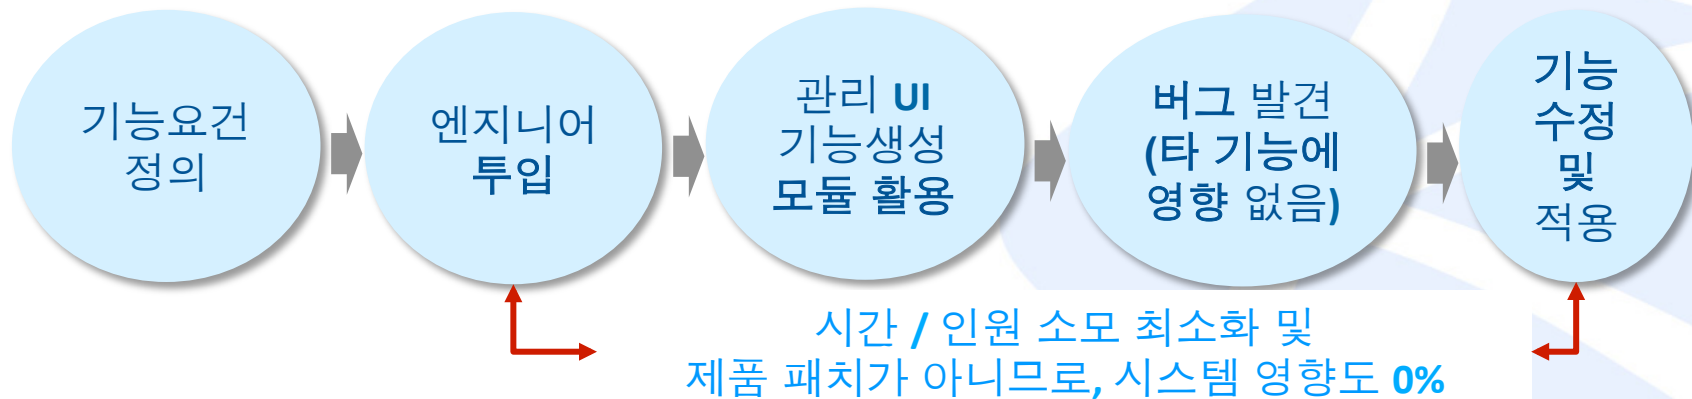 기능요건
정의
엔지니어
투입
관리 UI
기능생성
모듈 활용
버그 발견
(타 기능에
영향 없음)
기능
수정
및
적용
시간 / 인원 소모 최소화 및
제품 패치가 아니므로, 시스템 영향도 0%